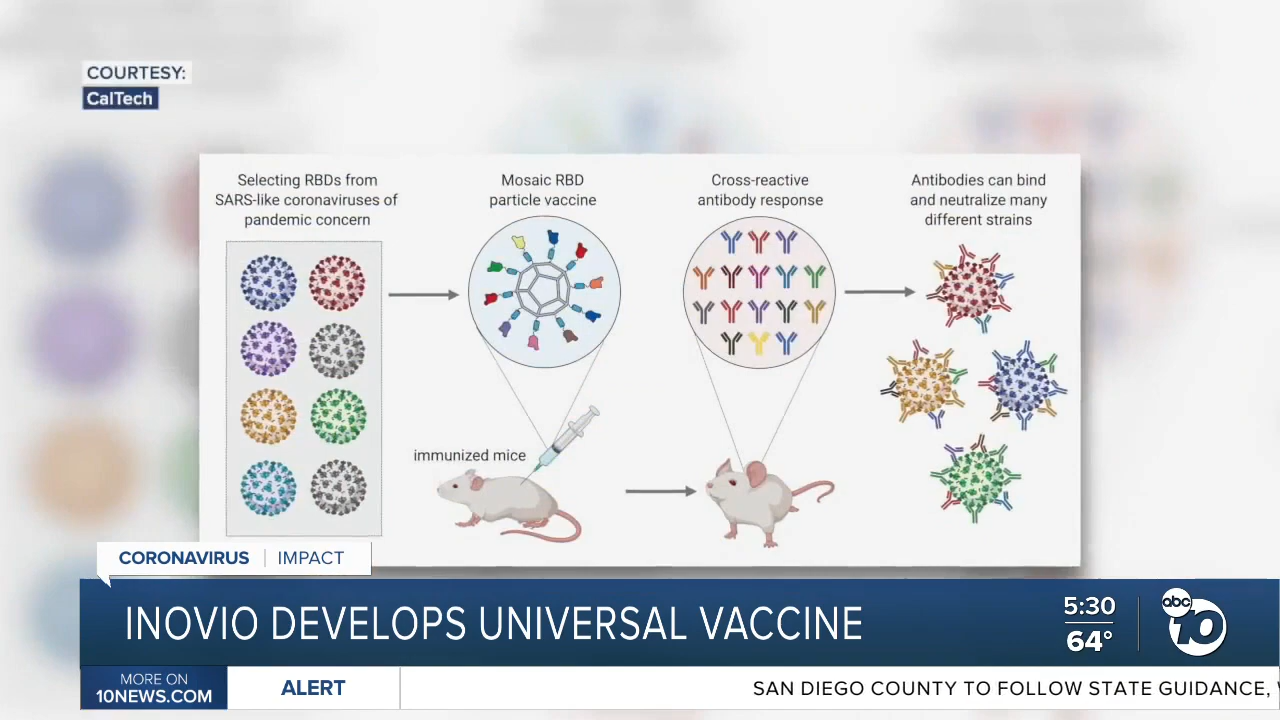 COURTESY:
CalTech
Selecting RBDs from
SARS-like coronaviruses of
pandemic concern
Mosaic RBD
particle vaccine
Cross-reactive
antibody response
Antibodies can bind
and neutralize many
different strains
immunized mice
CORONAVIRUS | IMPACT
INOVIO DEVELOPS UNIVERSAL VACCINE
5:30
64°
abc
10
MORE ON
10NEWS.COM
ALERT
SAN DIEGO COUNTY TO FOLLOW STATE GUIDANCE,